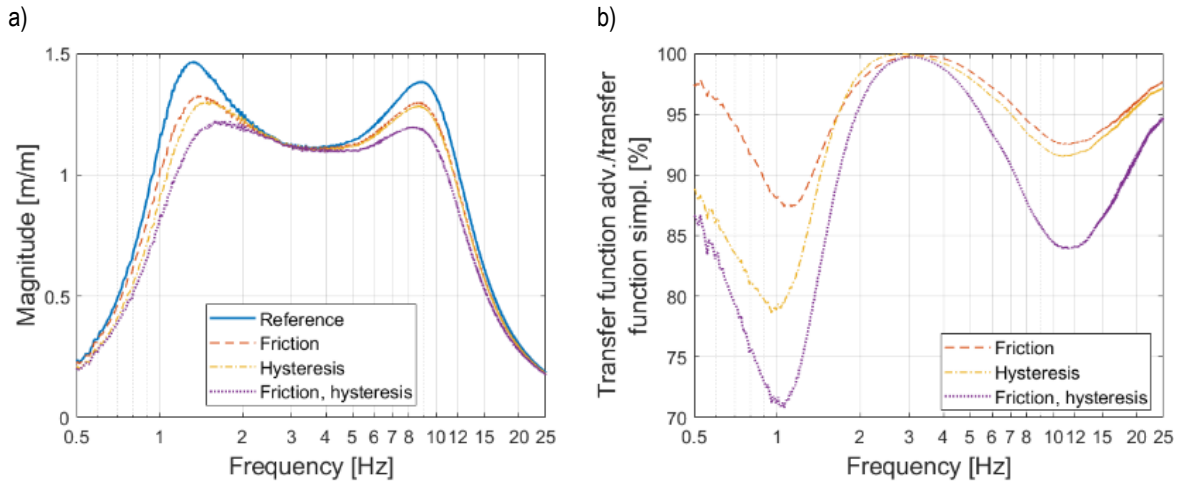 a)
Magnitude [m/m]
1.5
1
0.5
0
Reference
Friction
Hysteresis
Friction, hysteresis
0.5 1 2 3 4 5 6 7 8 10 12 15 20 25
Frequency [Hz]
b)
Transfer function adv./transfer
function simpl. [%]
100
95
90
85
80
75
70
Friction
Hysteresis
Friction, hysteresis
0.5 1 2 3 4 5 6 7 8 10 12 15 20 25
Frequency [Hz]